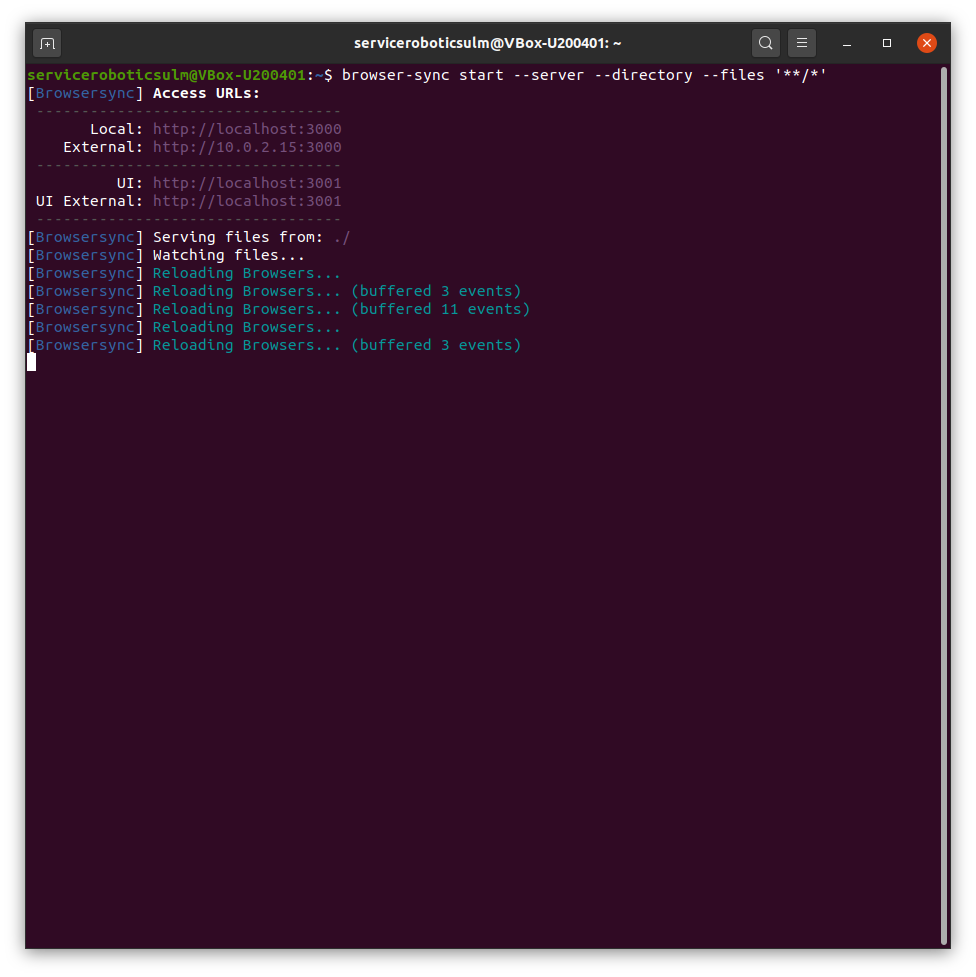 serviceroboticsulm@VBox-U200401: ~
serviceroboticsulm@VBox-U200401:~$ browser-sync start --server --directory --files '**/*'
[Browsersync] Access URLs:
 ----------------------------------
       Local: http://localhost:3000
    External: http://10.0.2.15:3000
 ----------------------------------
          UI: http://localhost:3001
 UI External: http://localhost:3001
 ----------------------------------
[Browsersync] Serving files from: ./
[Browsersync] Watching files...
[Browsersync] Reloading Browsers...
[Browsersync] Reloading Browsers... (buffered 3 events)
[Browsersync] Reloading Browsers... (buffered 11 events)
[Browsersync] Reloading Browsers...
[Browsersync] Reloading Browsers... (buffered 3 events)